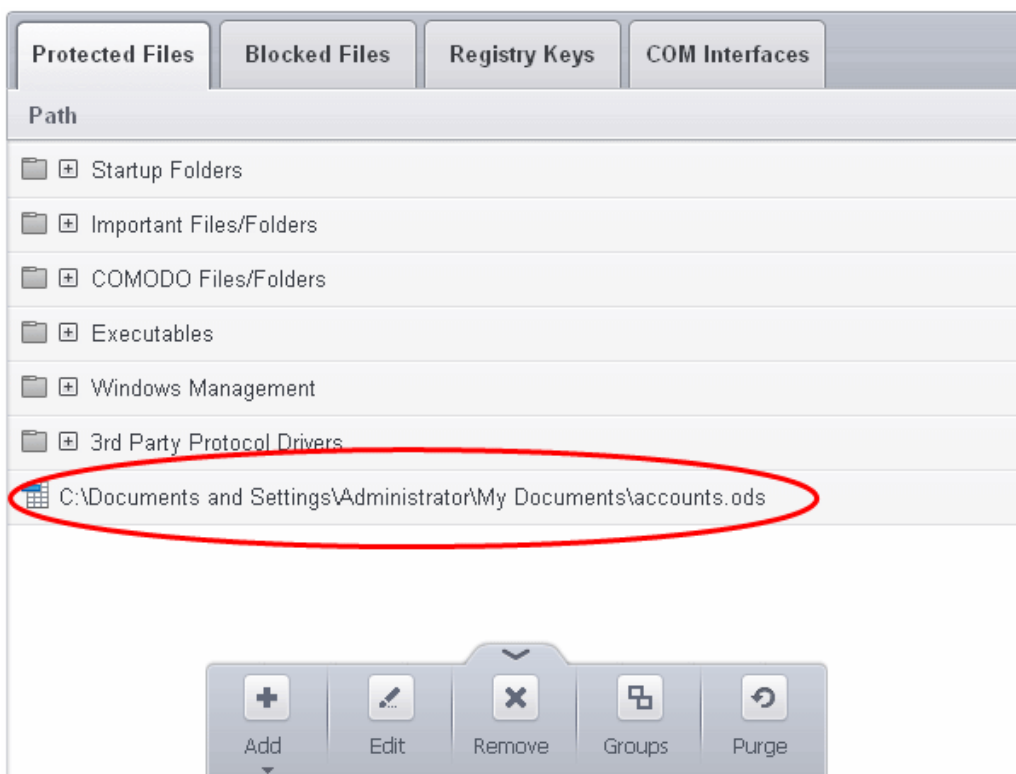 Protected Files Blocked Files Registry Keys COM Interfaces
Path
Startup Folders
Important Files/Folders
COMODO Files/Folders
Executables
Windows Management
3rd Party Protocol Drivers
C:\Documents and Settings\Administrator\My Documents\accounts.ods
Add Edit Remove Groups Purge